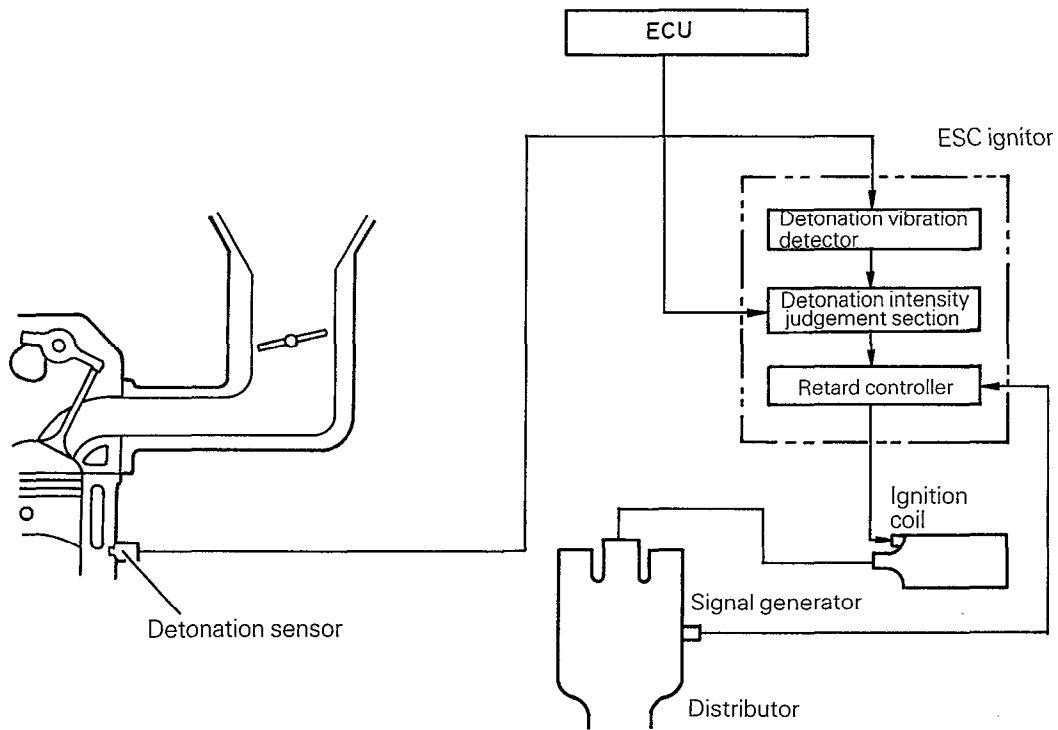 ECU
ESC ignitor
Detonation vibration
detector
Detonation intensity
judgement section
Retard controller
Ignition
coil
Signal generator
Detonation sensor
Distributor